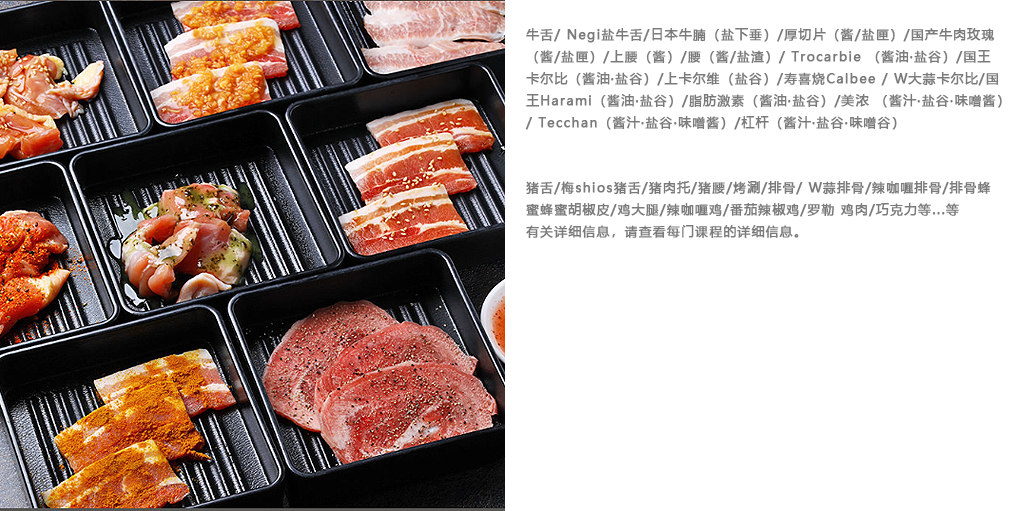 牛舌/ Negi盐牛舌/日本牛腩（盐下垂）/厚切片（酱/盐匣）/国产牛肉玫瑰
（酱/盐匣）/上腰（酱）/腰（酱/盐渣）/ Trocarbie （酱油·盐谷）/国王
卡尔比（酱油·盐谷）/上卡尔维（盐谷）/寿喜烧Calbee / W大蒜卡尔比/国
王Harami（酱油·盐谷）/脂肪激素（酱油·盐谷）/美浓 （酱汁·盐谷·味噌酱）
/ Tecchan（酱汁·盐谷·味噌酱）/杠杆（酱汁·盐谷·味噌谷）
猪舌/梅shios猪舌/猪肉托/猪腰/烤涮/排骨/ W蒜排骨/辣咖喱排骨/排骨蜂
蜜蜂蜜胡椒皮/鸡大腿/辣咖喱鸡/番茄辣椒鸡/罗勒 鸡肉/巧克力等...等
有关详细信息，请查看每门课程的详细信息。